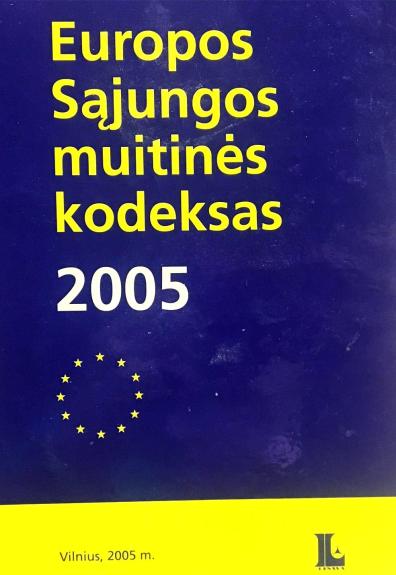 Europos
Sąjungos
muitinės
kodeksas
2005
Vilnius, 2005 m.